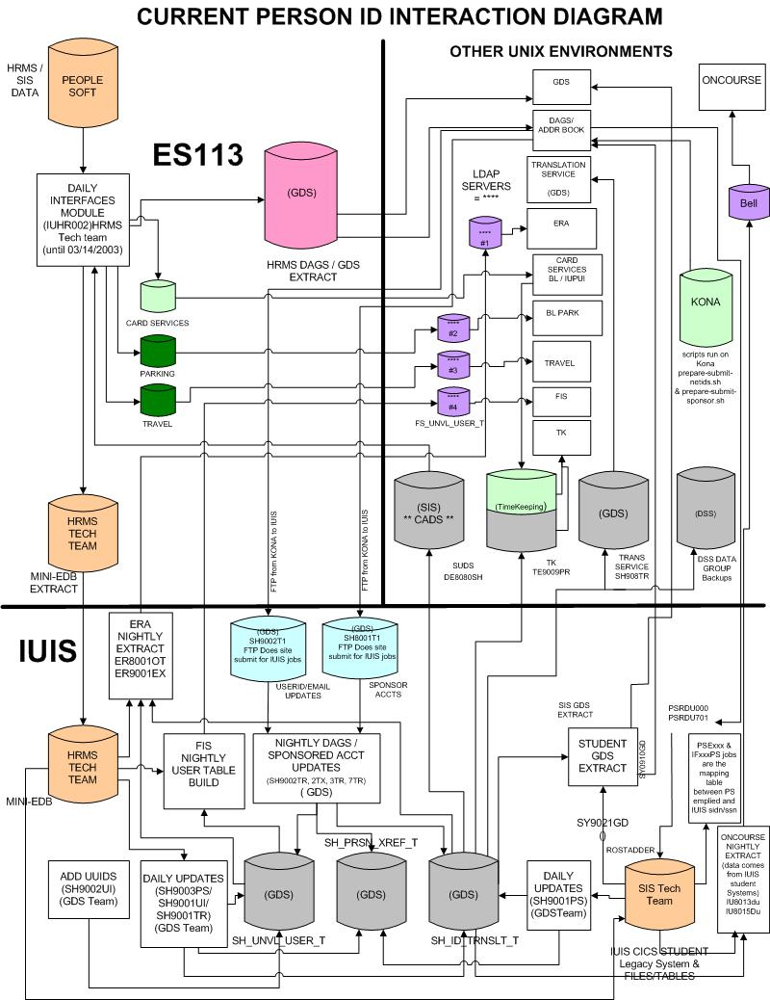 CURRENT PERSON ID INTERACTION DIAGRAM
HRMS /
SIS
DATA
PEOPLE
SOFT
ES113
DAILY
INTERFACES
MODULE
(IUHR002)HRMS
Tech team
(until 03/14/2003)
(GDS)
HRMS DAGS / GDS
EXTRACT
CARD SERVICES
PARKING
TRAVEL
HRMS
TECH
TEAM
MINI-EDB
EXTRACT
FTP from KONA to IUIS
FTP from KONA to IUIS
OTHER UNIX ENVIRONMENTS
GDS
ONCOURSE
DAGS/
ADDR BOOK
TRANSLATION
SERVICE
(GDS)
LDAP
SERVERS
= ****
Bell
****
#1
ERA
CARD
SERVICES
BL / IUPUI
KONA
****
#2
BL PARK
scripts run on
Kona
prepare-submit-
netids.sh
& prepare-submit-
sponsor.sh
****
#3
TRAVEL
****
#4
FS_UNVL_USER_T
FIS
TK
(SIS)
** CADS **
(TimeKeeping)
(GDS)
(DSS)
SUDS
DE8080SH
TK
TE9009PR
TRANS
SERVICE
SH908TR
DSS DATA
GROUP
Backups
IUIS
ERA
NIGHTLY
EXTRACT
ER8001OT
ER9001EX
(GDS)
SH9002T1
FTP Does site
submit for IUIS jobs
USERID/EMAIL
UPDATES
(GDS)
SH8001T1
FTP Does site
submit for IUIS jobs
SPONSOR
ACCTS
SIS GDS
EXTRACT
PSRDU000
PSRDU701
HRMS
TECH
TEAM
MINI-EDB
FIS
NIGHTLY
USER TABLE
BUILD
NIGHTLY DAGS /
SPONSORED ACCT
UPDATES
(SH9002TR, 2TX, 3TR, 7TR)
( GDS)
STUDENT
GDS
EXTRACT
SY9010GD
PSExxx &
IFxxxPS jobs
are the
mapping
table
between PS
emplied and
IUIS sidn/ssn
SY9021GD
()
ROSTADDER
SH_PRSN_XREF_T
ADD UUIDS
(SH9002UI)
(GDS Team)
DAILY UPDATES
(SH9003PS/
SH9001UI/
SH9001TR)
(GDS Team)
(GDS)
SH_UNVL_USER_T
(GDS)
(GDS)
SH_ID_TRNSLT_T
DAILY
UPDATES
(SH9001PS)
(GDSTeam)
SIS Tech
Team
ONCOURSE
NIGHTLY
EXTRACT
(data comes
from IUIS
student
Systems)
IU8013du
IU8015Du
IUIS CICS STUDENT
Legacy System &
FILES/TABLES